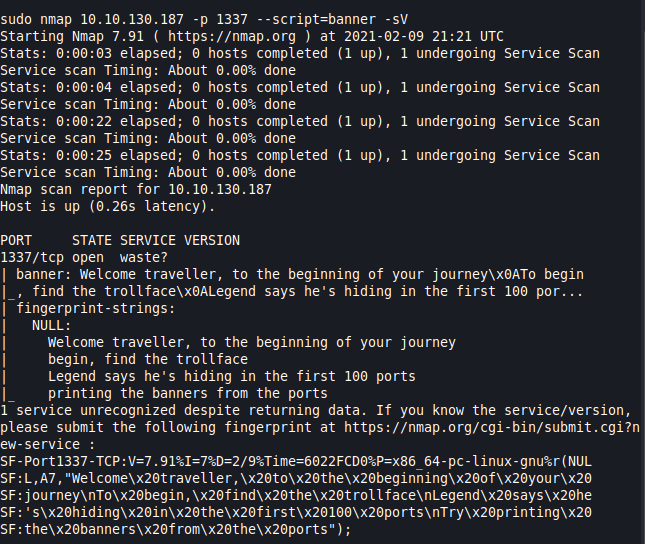 sudo nmap 10.10.130.187 -p 1337 --script=banner -sV
Starting Nmap 7.91 ( https://nmap.org ) at 2021-02-09 21:21 UTC
Stats: 0:00:03 elapsed; 0 hosts completed (1 up), 1 undergoing Service Scan
Service scan Timing: About 0.00% done
Stats: 0:00:04 elapsed; 0 hosts completed (1 up), 1 undergoing Service Scan
Service scan Timing: About 0.00% done
Stats: 0:00:22 elapsed; 0 hosts completed (1 up), 1 undergoing Service Scan
Service scan Timing: About 0.00% done
Stats: 0:00:25 elapsed; 0 hosts completed (1 up), 1 undergoing Service Scan
Service scan Timing: About 0.00% done
Nmap scan report for 10.10.130.187
Host is up (0.26s latency).

PORT     STATE SERVICE VERSION
1337/tcp open  waste?
| banner: Welcome traveller, to the beginning of your journey\x0ATo begin
|_, find the trollface\x0ALegend says he's hiding in the first 100 por...
| fingerprint-strings:
|   NULL:
|     Welcome traveller, to the beginning of your journey
|     begin, find the trollface
|     Legend says he's hiding in the first 100 ports
|_    printing the banners from the ports
1 service unrecognized despite returning data. If you know the service/version,
please submit the following fingerprint at https://nmap.org/cgi-bin/submit.cgi?n
ew-service :
SF-Port1337-TCP:V=7.91%I=7%D=2/9%Time=6022FCD0%P=x86_64-pc-linux-gnu%r(NUL
SF:L,A7,"Welcome\x20traveller,\x20to\x20the\x20beginning\x20of\x20your\x20
SF:journey\nTo\x20begin,\x20find\x20the\x20trollface\nLegend\x20says\x20he
SF:'s\x20hiding\x20in\x20the\x20first\x20100\x20ports\nTry\x20printing\x20
SF:the\x20banners\x20from\x20the\x20ports");